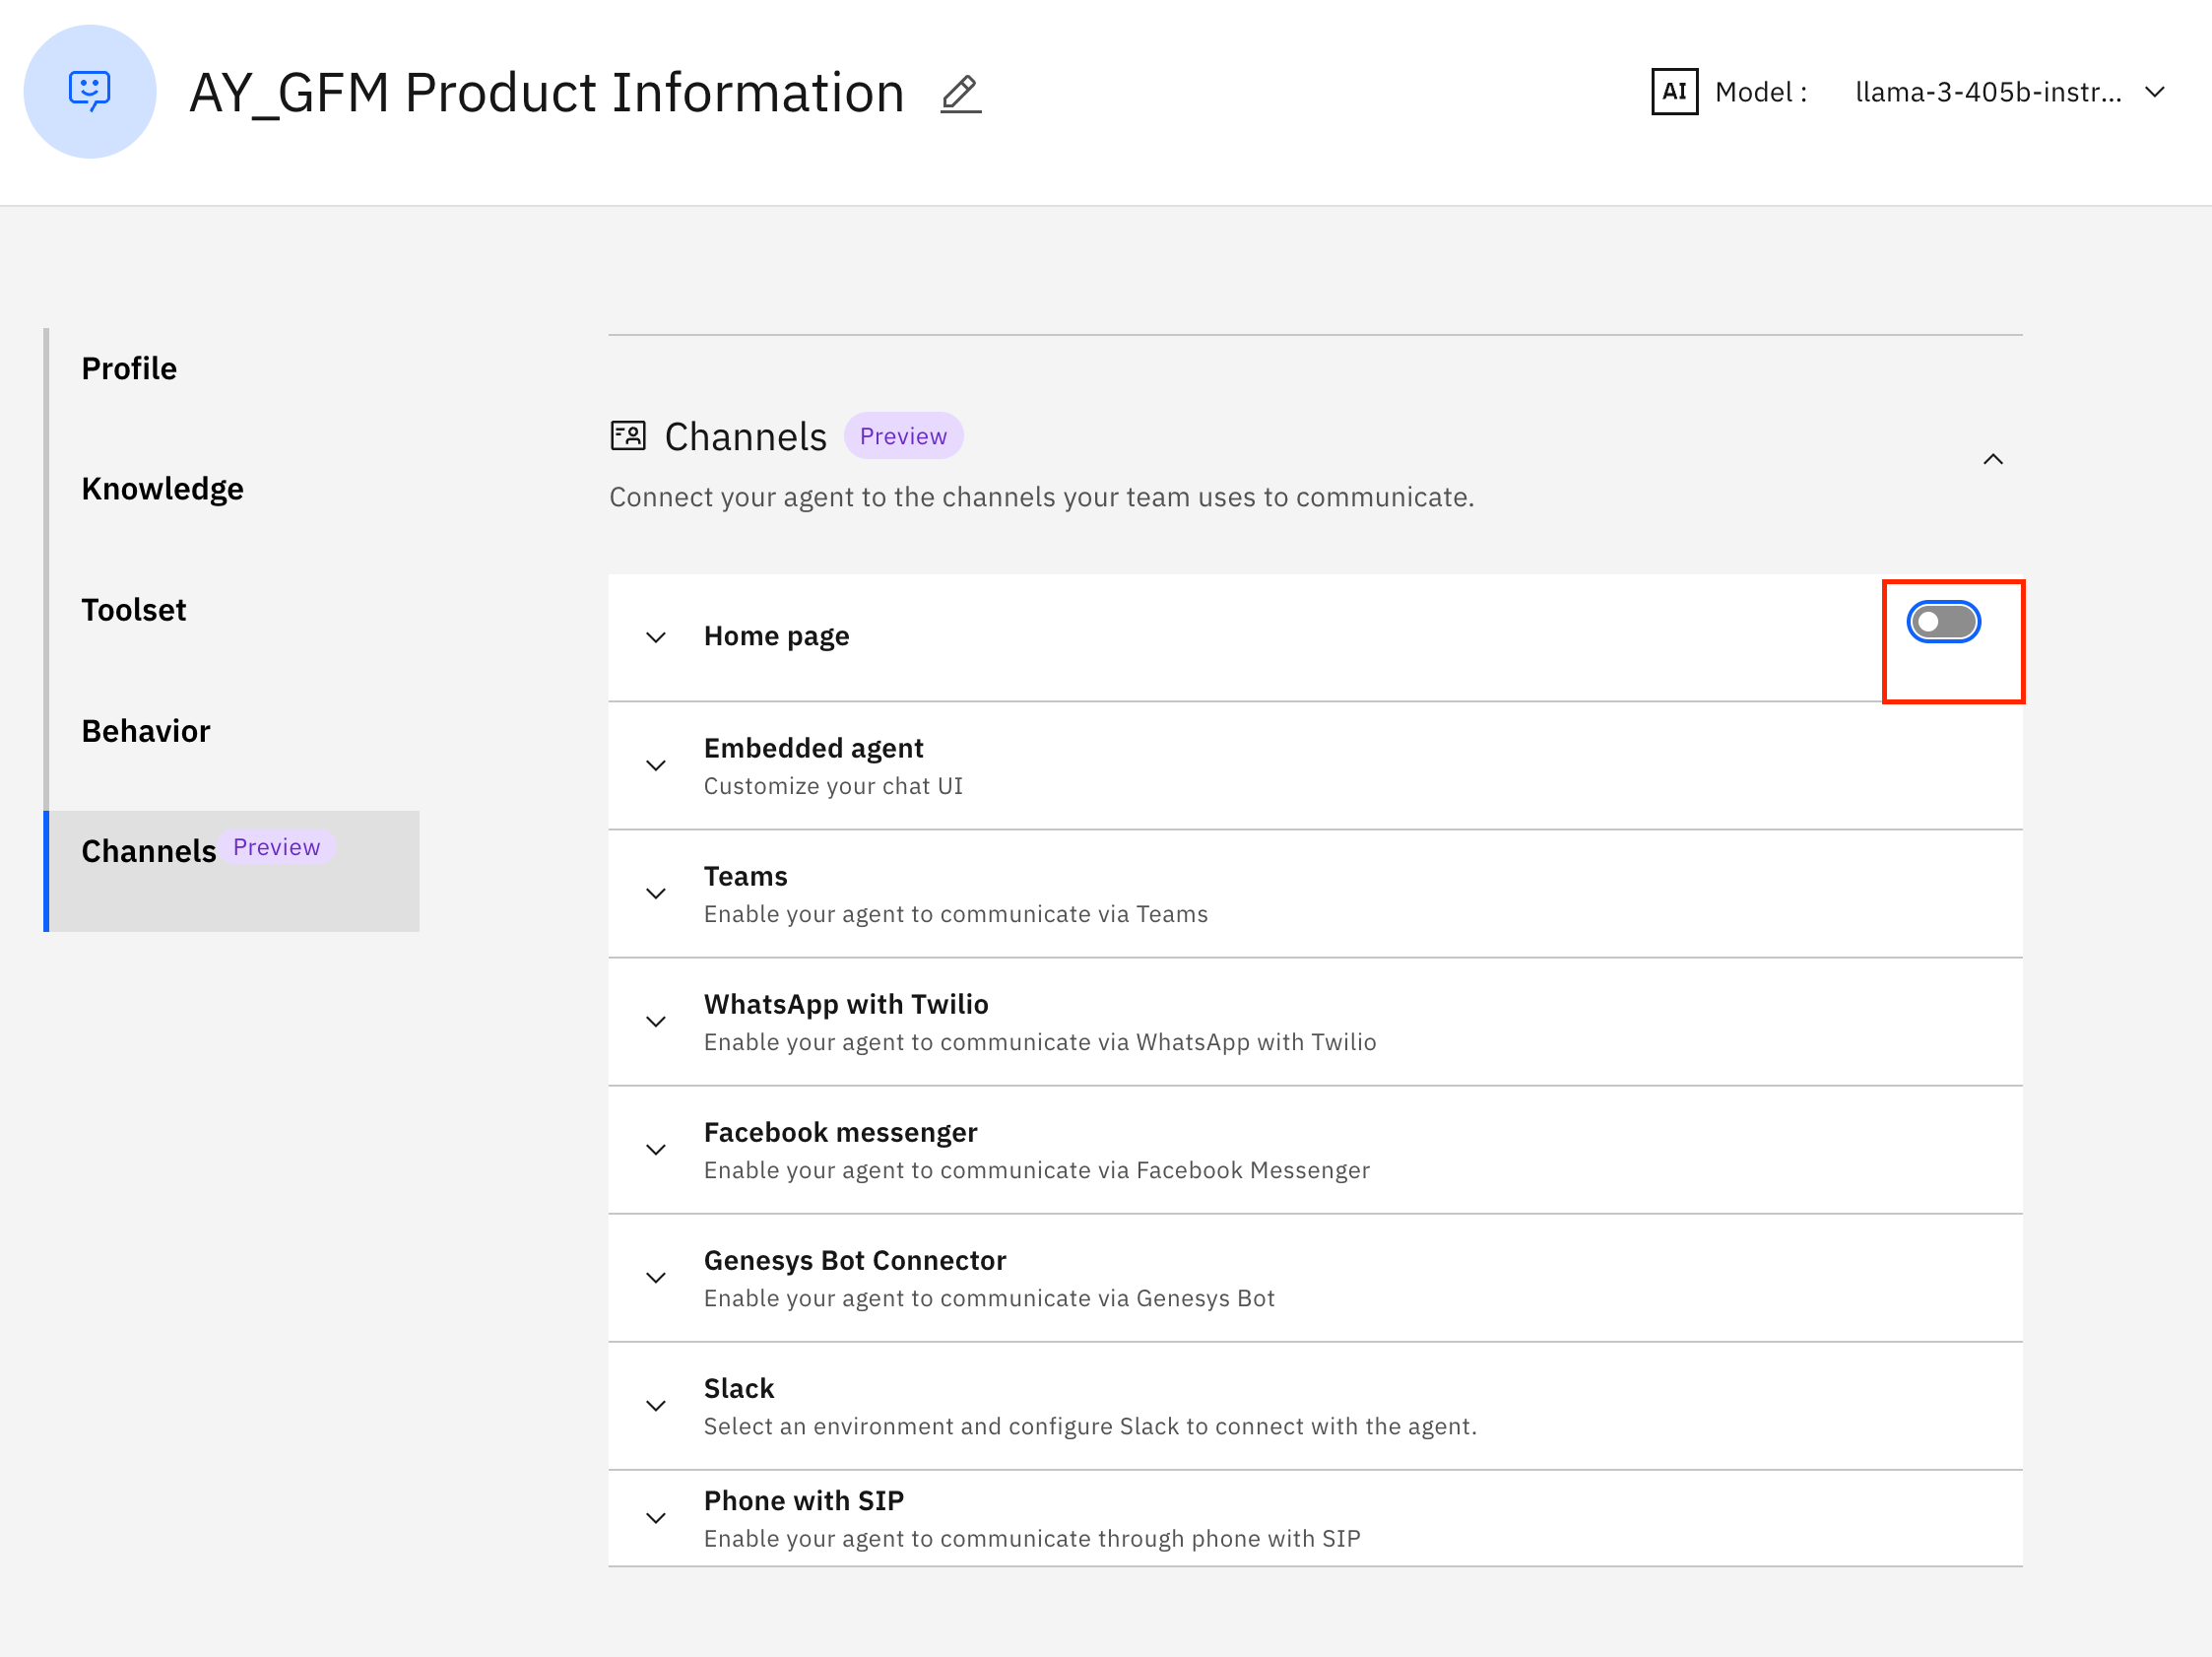 AY_GFM Product Information
AI Model : llama-3-405b-instr...
Profile
Knowledge
Toolset
Behavior
Channels Preview
Channels Preview
Connect your agent to the channels your team uses to communicate.
Home page
Embedded agent
Customize your chat UI
Teams
Enable your agent to communicate via Teams
WhatsApp with Twilio
Enable your agent to communicate via WhatsApp with Twilio
Facebook messenger
Enable your agent to communicate via Facebook Messenger
Genesys Bot Connector
Enable your agent to communicate via Genesys Bot
Slack
Select an environment and configure Slack to connect with the agent.
Phone with SIP
Enable your agent to communicate through phone with SIP